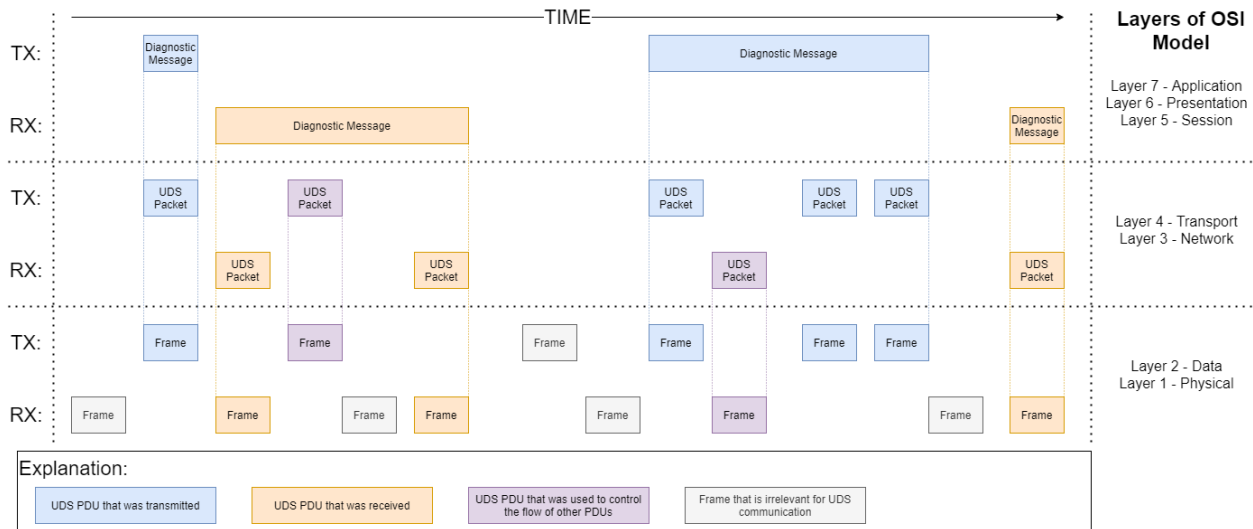 TIME
Layers of OSI
Model
TX:
Diagnostic
Message
Diagnostic Message
Layer 7 - Application
Layer 6 - Presentation
Layer 5 - Session
RX:
Diagnostic Message
Diagnostic
Message
TX:
UDS
Packet
UDS
Packet
UDS
Packet
UDS
Packet
UDS
Packet
Layer 4 - Transport
Layer 3 - Network
RX:
UDS
Packet
UDS
Packet
UDS
Packet
UDS
Packet
TX:
Frame
Frame
Frame
Frame
Frame
Frame
Layer 2 - Data
Layer 1 - Physical
RX:
Frame
Frame
Frame
Frame
Frame
Frame
Frame
Frame
Explanation:
UDS PDU that was transmitted
UDS PDU that was received
UDS PDU that was used to control
the flow of other PDUs
Frame that is irrelevant for UDS
communication